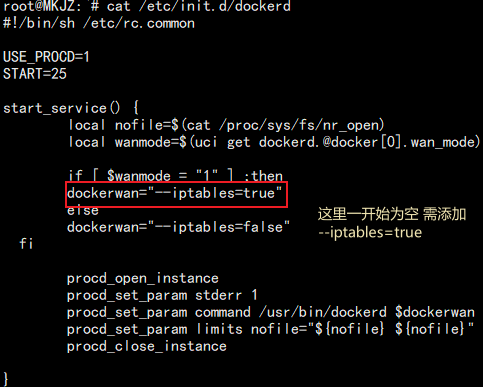 root@MKJZ: # cat /etc/init.d/dockerd
#!/bin/sh /etc/rc.common
USE_PROCD=1
START=25
start_service() {
local nofile=$(cat /proc/sys/fs/nr_open)
local wanmode=$(uci get dockerd.@docker[0].wan_mode)
if [ $wanmode = "1" ] ;then
dockerwan="--iptables=true"
else
dockerwan="--iptables=false"
fi
这里一开始为空 需添加
--iptables=true
procd_open_instance
procd_set_param stderr 1
procd_set_param command /usr/bin/dockerd $dockerwan
procd_set_param limits nofile="${nofile} ${nofile}"
procd_close_instance
}